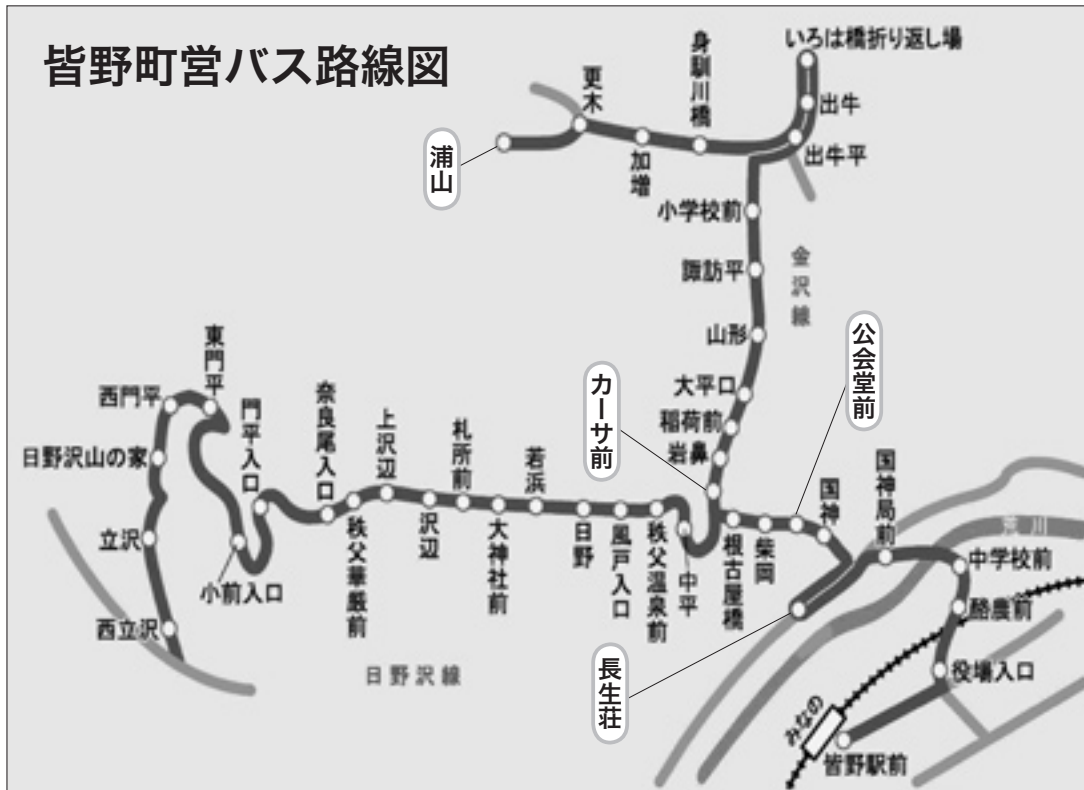 皆野町営バス路線図
いろは橋折り返し場
出牛
出牛平
身馴川橋
更木
加増
浦山
小学校前
諏訪平
金沢線
山形
大平口
稲荷前
岩鼻
カーサ前
公会堂前
国神
国神局前
荒川
中学校前
酪農前
役場入口
みなの
皆野駅前
長生荘
柴岡
根古屋橋
中平
秩父温泉前
風戸入口
日野
若浜
大神社前
札所前
沢辺
上沢辺
秩父華厳前
奈良尾入口
門平入口
小前入口
東門平
西門平
日野沢山の家
立沢
西立沢
日野沢線